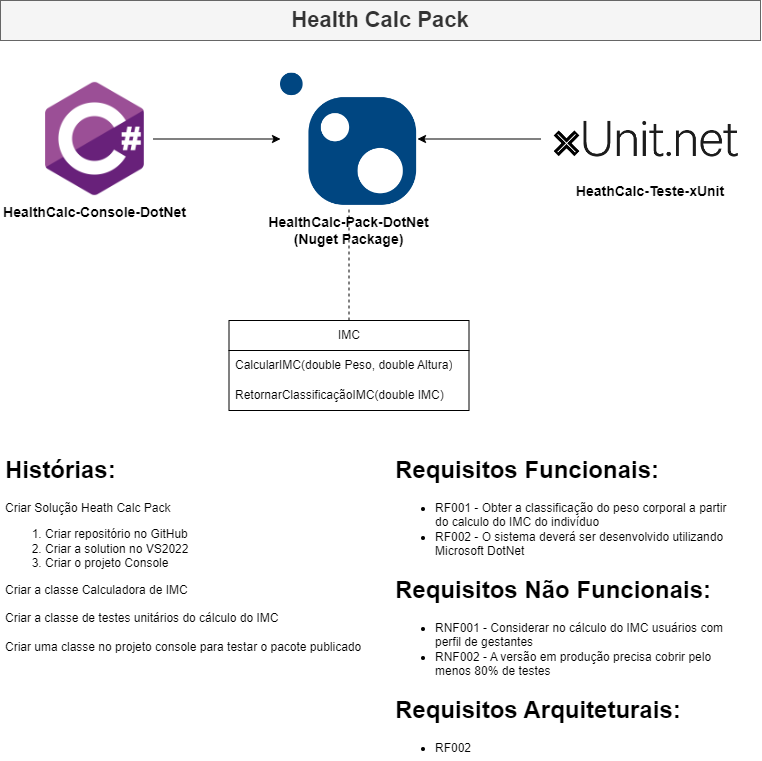 Health Calc Pack
C#
xUnit.net
HealthCalc-Console-DotNet
HealthCalc-Pack-DotNet
(Nuget Package)
HeathCalc-Teste-xUnit
IMC
CalcularIMC(double Peso, double Altura)
RetornarClassificaçãoIMC(double IMC)
Histórias:
Criar Solução Heath Calc Pack
1. Criar repositório no GitHub
2. Criar a solution no VS2022
3. Criar o projeto Console
Criar a classe Calculadora de IMC
Criar a classe de testes unitários do cálculo do IMC
Criar uma classe no projeto console para testar o pacote publicado
Requisitos Funcionais:
• RF001 - Obter a classificação do peso corporal a partir
do calculo do IMC do indivíduo
• RF002 - O sistema deverá ser desenvolvido utilizando
Microsoft DotNet
Requisitos Não Funcionais:
• RNF001 - Considerar no cálculo do IMC usuários com
perfil de gestantes
• RNF002 - A versão em produção precisa cobrir pelo
menos 80% de testes
Requisitos Arquiteturais:
• RF002